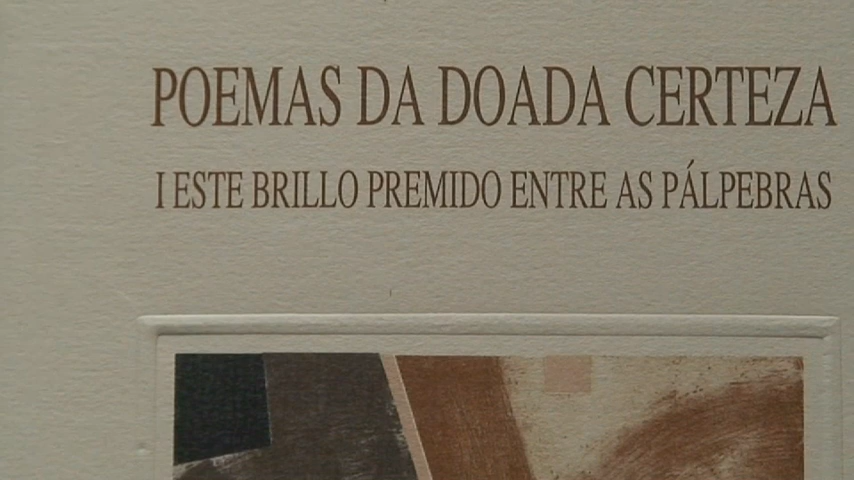 POEMAS DA DOADA CERTEZA
I ESTE BRILLO PREMIDO ENTRE AS PÁLPEBRAS